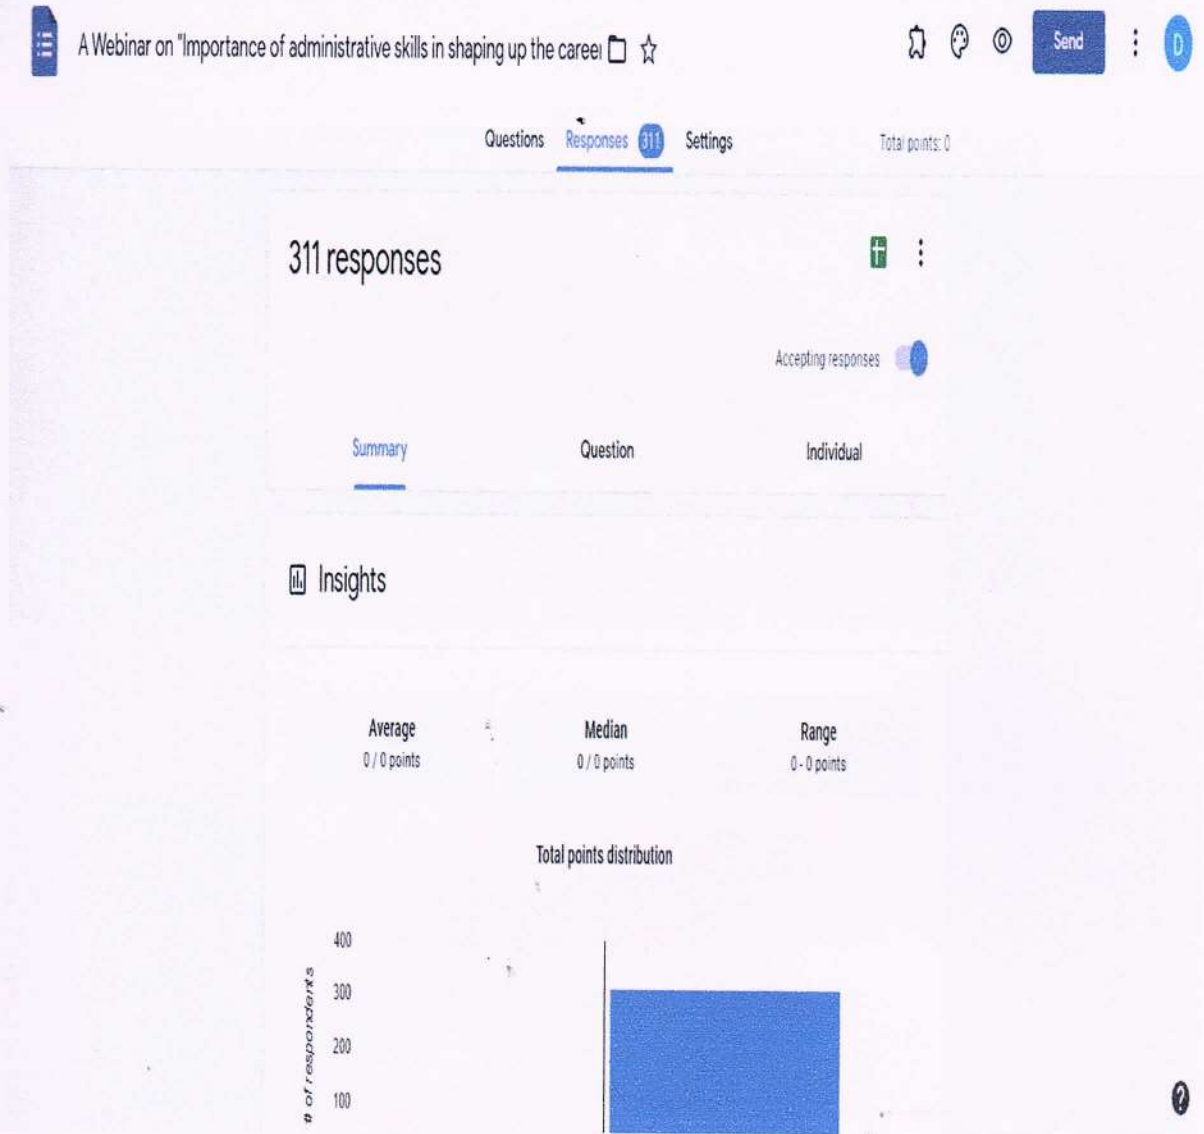 A Webinar on "Importance of administrative skills in shaping up the career
Send
D
Questions Responses 311 Settings
Total points: 0
311 responses
Accepting responses
Summary Question Individual
Insights
Average Median Range
0 / 0 points 0 / 0 points 0 - 0 points
Total points distribution
400
300
200
100
# of respondents